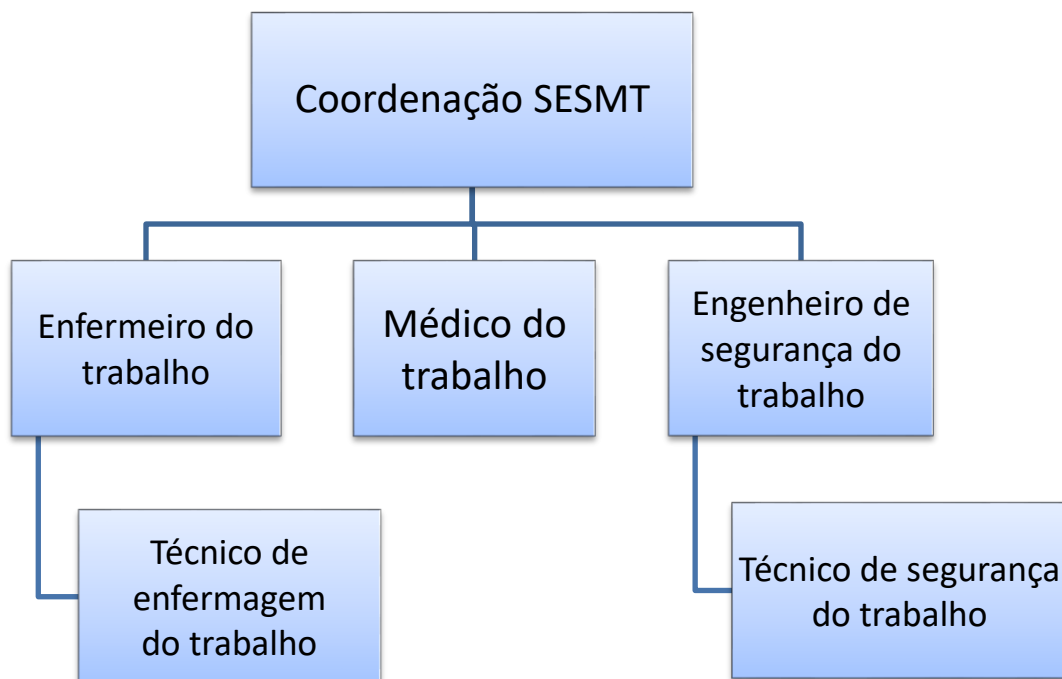 Coordenação SESMT
Enfermeiro do
trabalho
Médico do
trabalho
Engenheiro de
segurança do
trabalho
Técnico de
enfermagem
do trabalho
Técnico de segurança
do trabalho